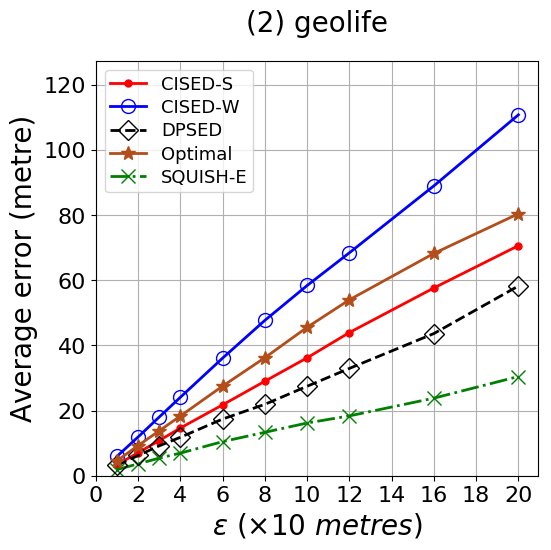 (2) geolife
Average error (metre)
120
100
80
60
40
20
0
CISED-S
CISED-W
DPSED
Optimal
SQUISH-E
0 2 4 6 8 10 12 14 16 18 20
ε (×10 metres)